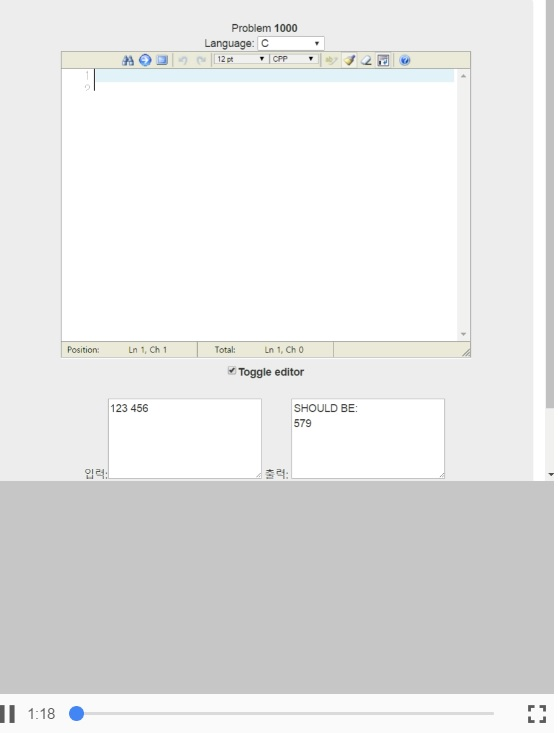 Problem 1000
Language: C
12 pt CPP
1
2
Position: Ln 1, Ch 1 Total: Ln 1, Ch 0
Toggle editor
123 456
SHOULD BE:
579
입력: 출력:
1:18